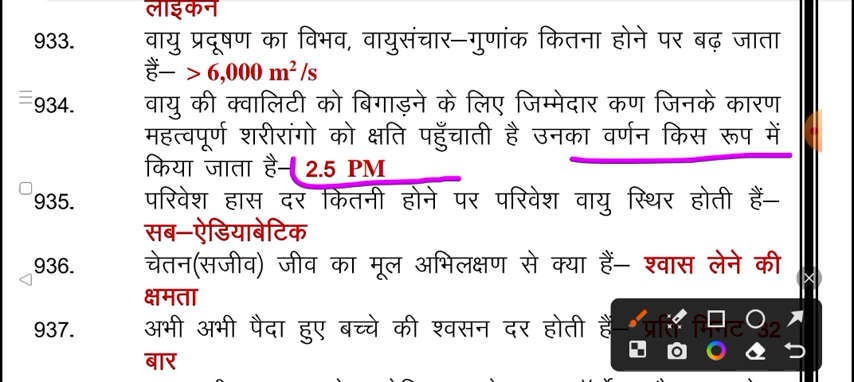 लाइकेन
933. वायु प्रदूषण का विभव, वायुसंचार–गुणांक कितना होने पर बढ़ जाता
हैं– > 6,000 m²/s
934. वायु की क्वालिटी को बिगाड़ने के लिए जिम्मेदार कण जिनके कारण
महत्वपूर्ण शरीरांगो को क्षति पहुँचाती है उनका वर्णन किस रूप में
किया जाता है– 2.5 PM
935. परिवेश हास दर कितनी होने पर परिवेश वायु स्थिर होती हैं–
सब–ऐडियाबेटिक
936. चेतन(सजीव) जीव का मूल अभिलक्षण से क्या हैं– श्वास लेने की
क्षमता
937. अभी अभी पैदा हुए बच्चे की श्वसन दर होती हैं– प्रति मिनट 32
बार